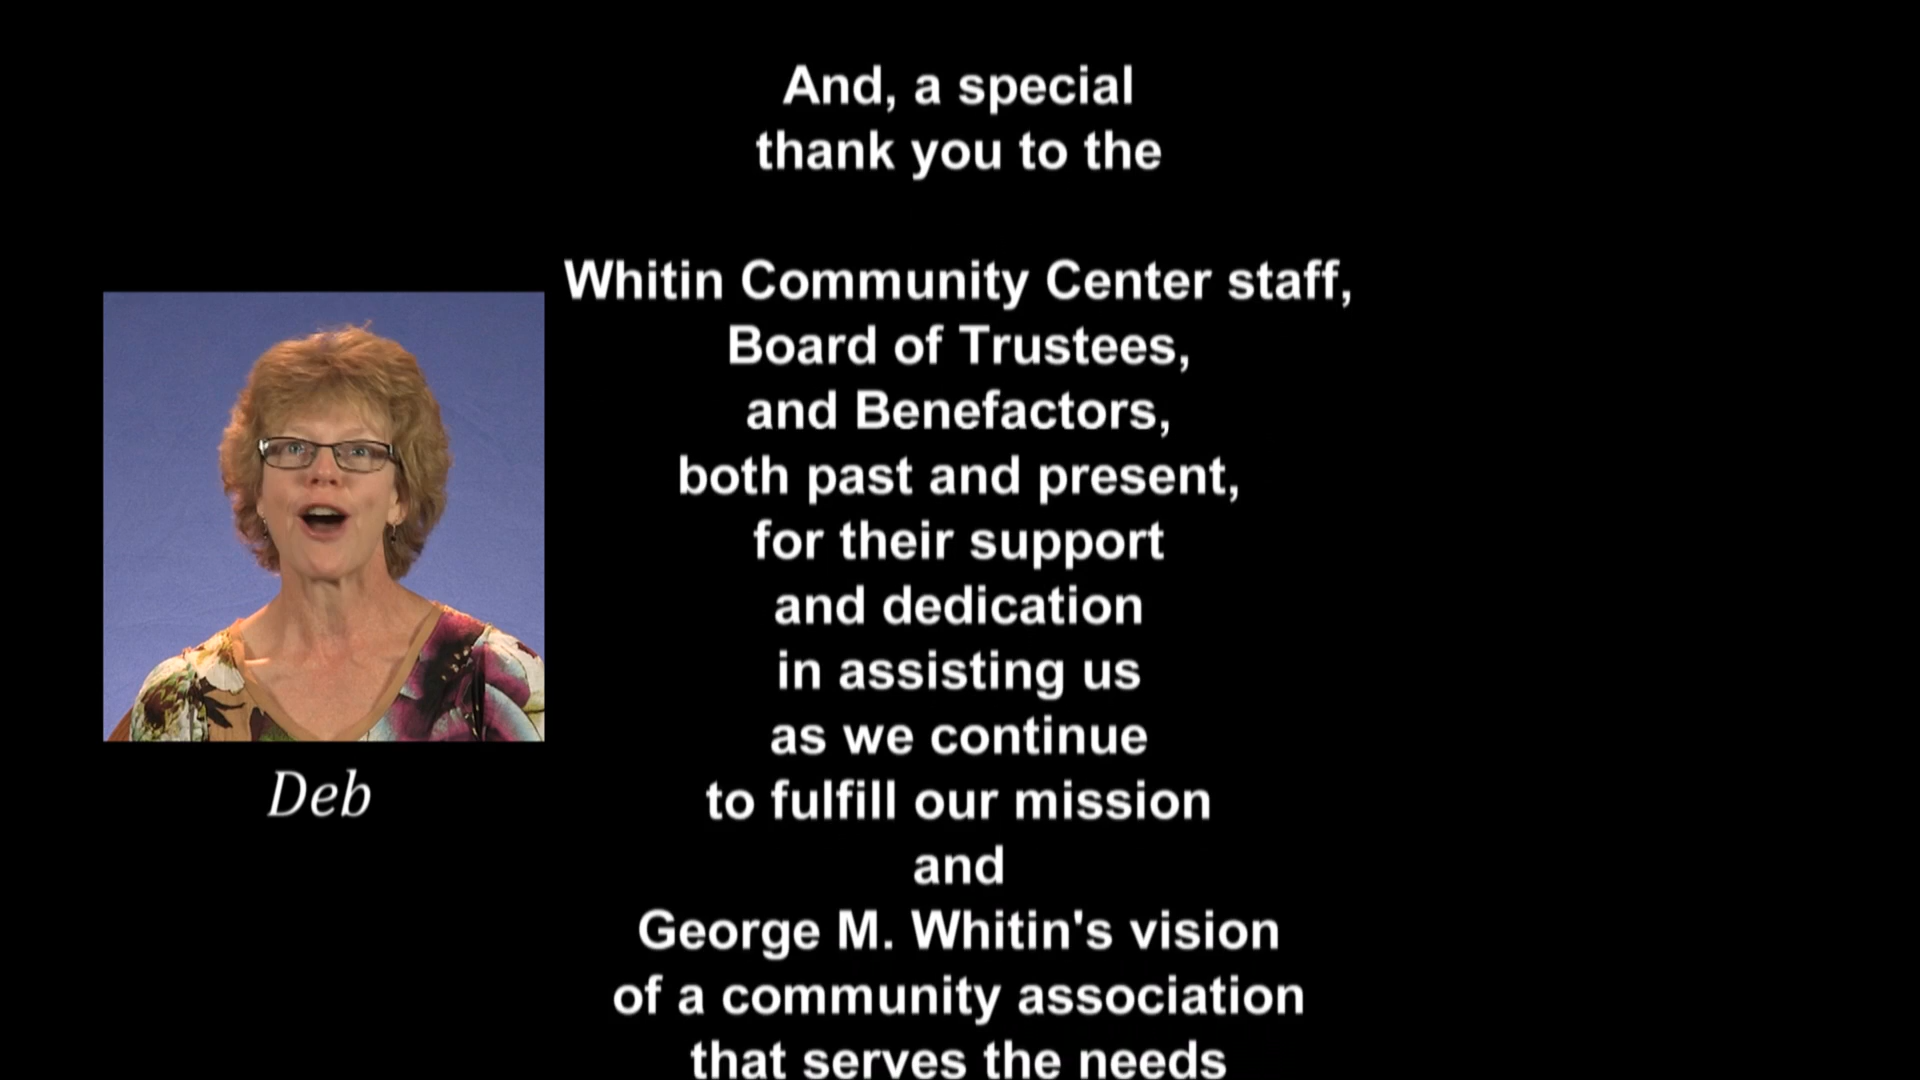 And, a special
thank you to the
Whitin Community Center staff,
Board of Trustees,
and Benefactors,
both past and present,
for their support
and dedication
in assisting us
as we continue
to fulfill our mission
and
George M. Whitin's vision
of a community association
that serves the needs
Deb